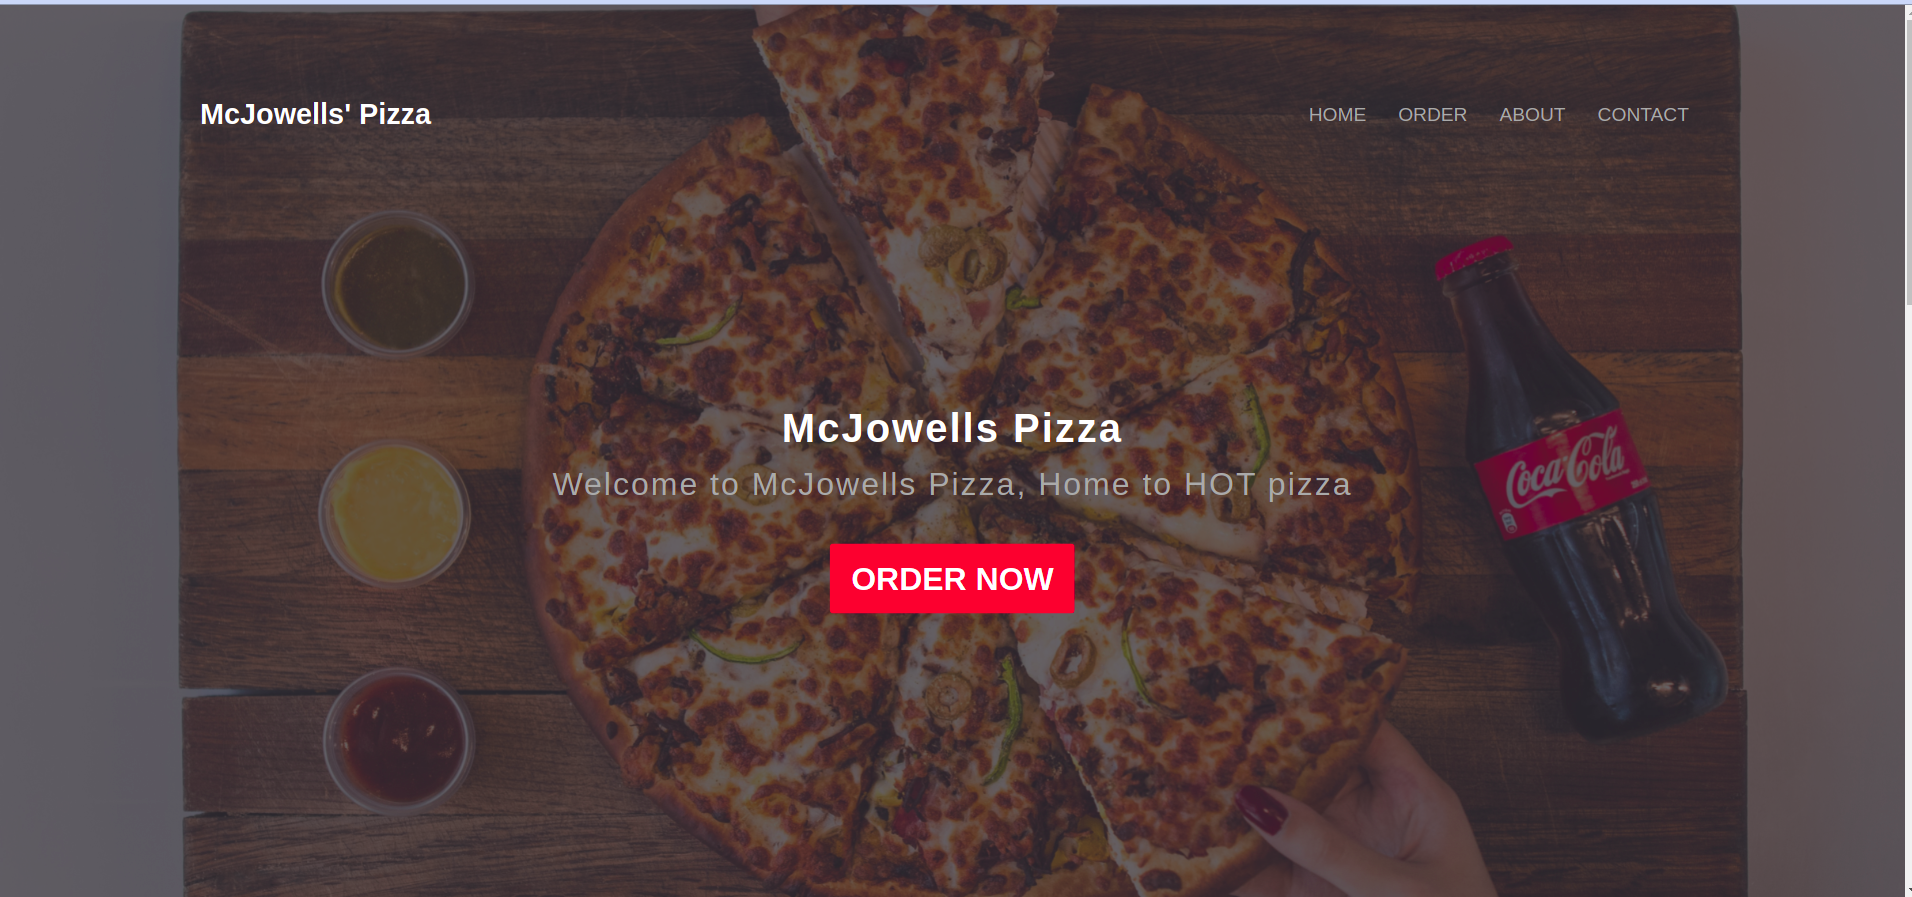 McJowells' Pizza
HOME ORDER ABOUT CONTACT
McJowells Pizza
Welcome to McJowells Pizza, Home to HOT pizza
ORDER NOW
Coca-Cola